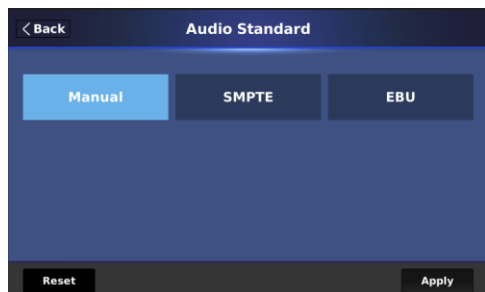 Back
Audio Standard
Manual
SMPTE
EBU
Reset
Apply